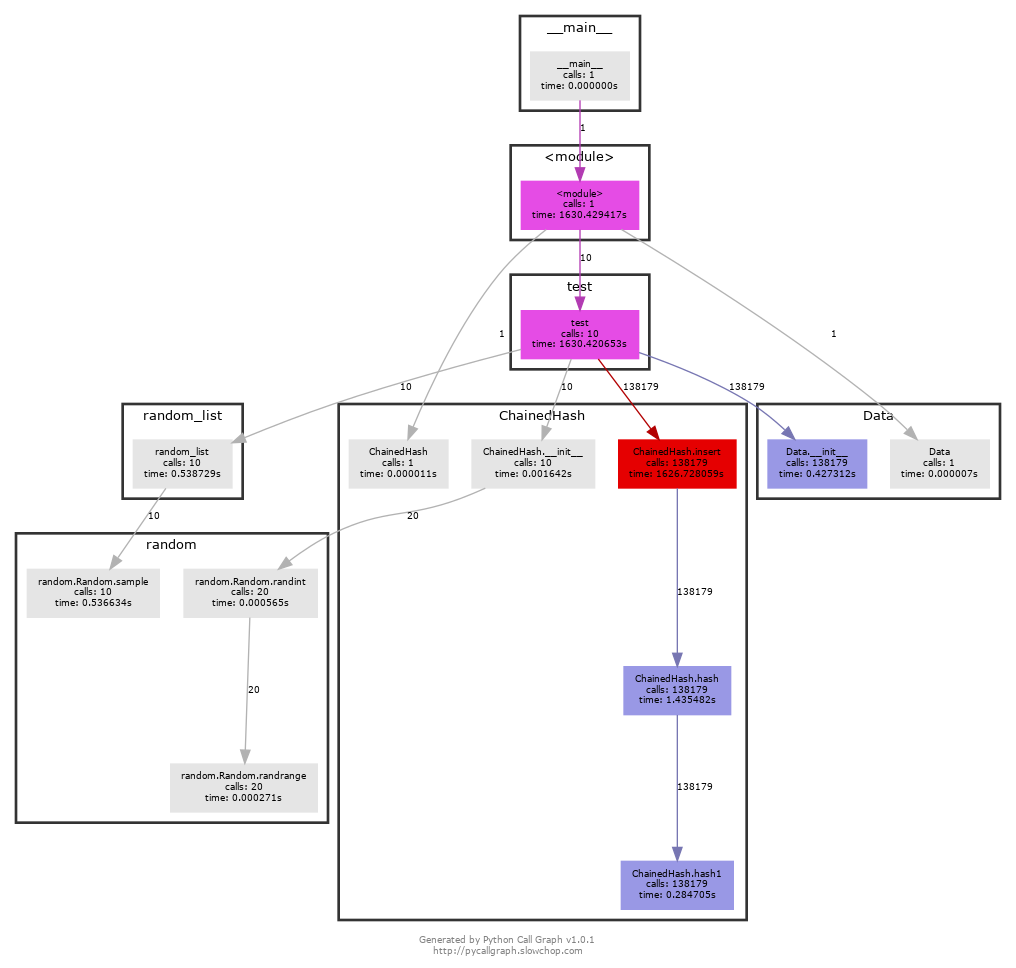 __main__
__main__
calls: 1
time: 0.000000s
1
<module>
<module>
calls: 1
time: 1630.429417s
10
test
test
calls: 10
time: 1630.420653s
1
1
10
10
138179
138179
random_list
random_list
calls: 10
time: 0.538729s
ChainedHash
ChainedHash
calls: 1
time: 0.000011s
ChainedHash.__init__
calls: 10
time: 0.001642s
ChainedHash.insert
calls: 138179
time: 1626.728059s
Data
Data.__init__
calls: 138179
time: 0.427312s
Data
calls: 1
time: 0.000007s
10
20
random
random.Random.sample
calls: 10
time: 0.536634s
random.Random.randint
calls: 20
time: 0.000565s
138179
20
ChainedHash.hash
calls: 138179
time: 1.435482s
random.Random.randrange
calls: 20
time: 0.000271s
138179
ChainedHash.hash1
calls: 138179
time: 0.284705s
Generated by Python Call Graph v1.0.1
http://pycallgraph.slowchop.com